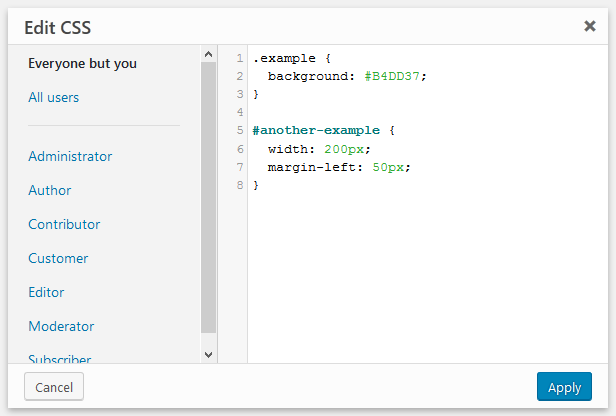 Edit CSS
Everyone but you
All users
Administrator
Author
Contributor
Customer
Editor
Moderator
Subscriber
1 .example {
2   background: #B4DD37;
3 }
4
5 #another-example {
6   width: 200px;
7   margin-left: 50px;
8 }
Cancel
Apply